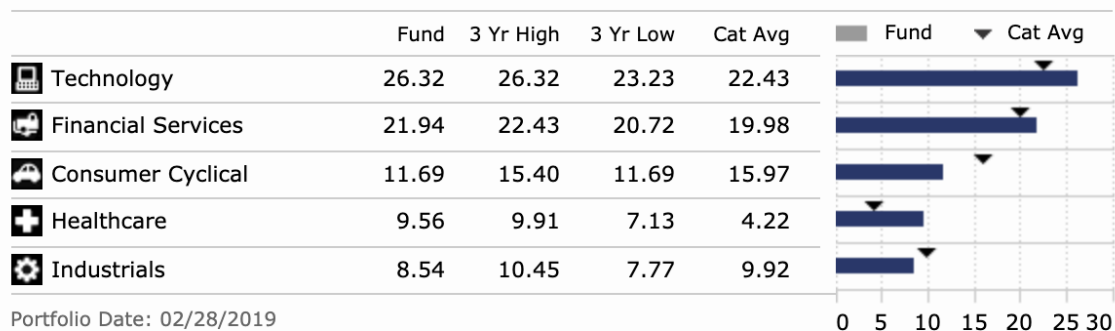 Fund 3 Yr High 3 Yr Low Cat Avg Fund Cat Avg
Technology 26.32 26.32 23.23 22.43
Financial Services 21.94 22.43 20.72 19.98
Consumer Cyclical 11.69 15.40 11.69 15.97
Healthcare 9.56 9.91 7.13 4.22
Industrials 8.54 10.45 7.77 9.92
Portfolio Date: 02/28/2019 0 5 10 15 20 25 30